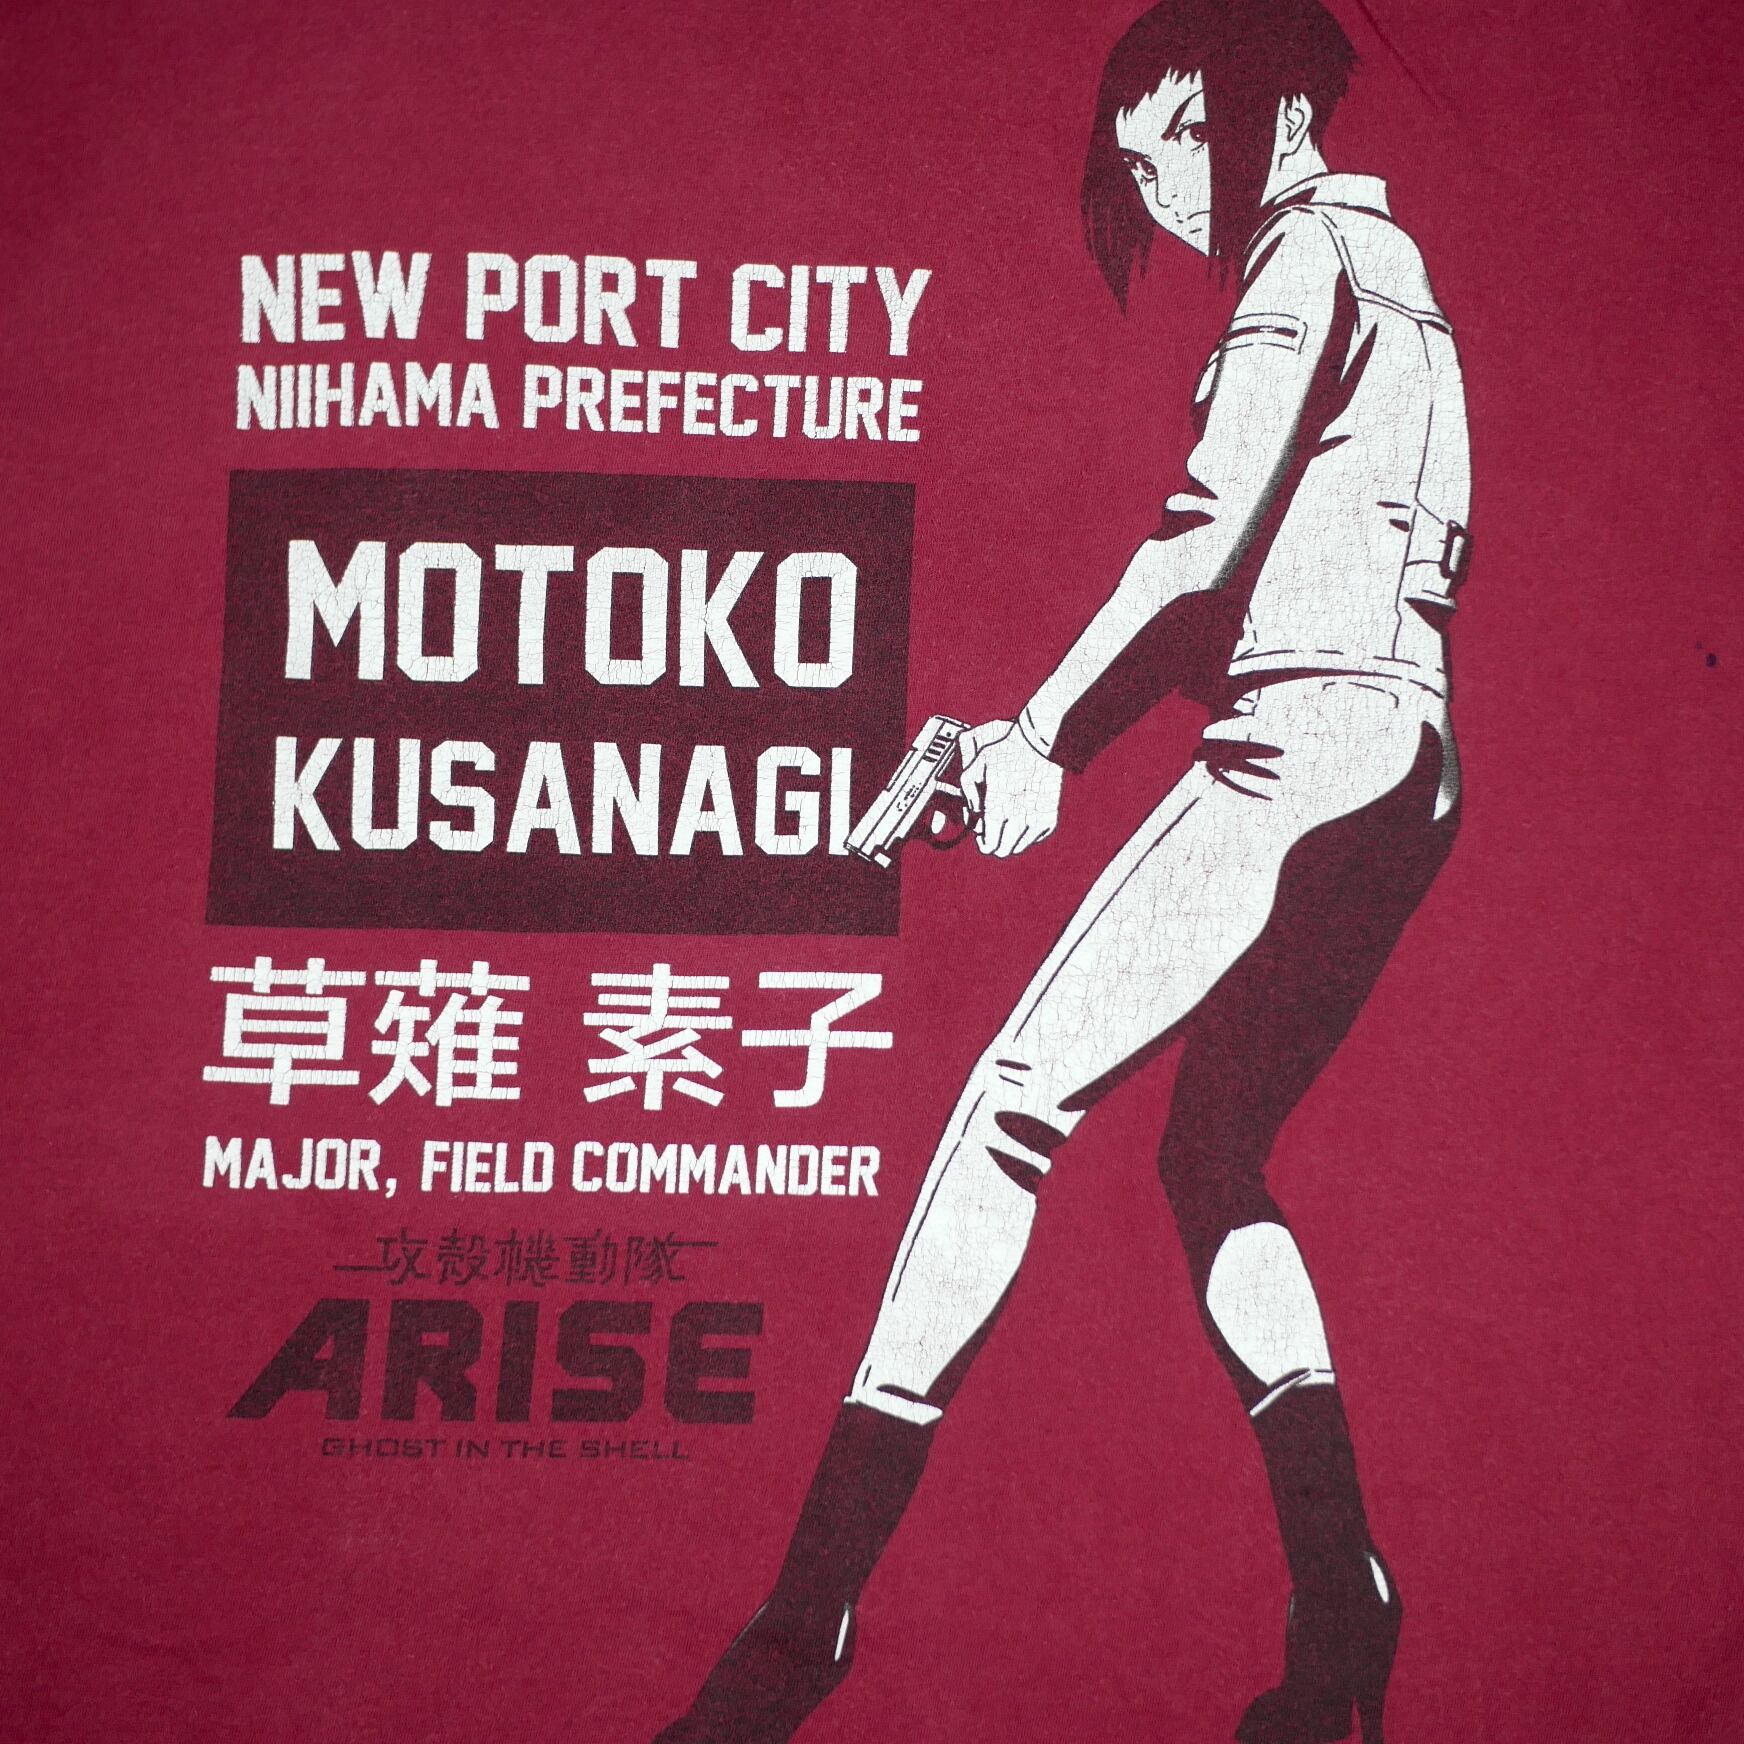 NEW PORT CITY
NIIHAMA PREFECTURE
MOTOKO
KUSANAGI
草薙 素子
MAJOR, FIELD COMMANDER
攻殻機動隊
ARISE
GHOST IN THE SHELL